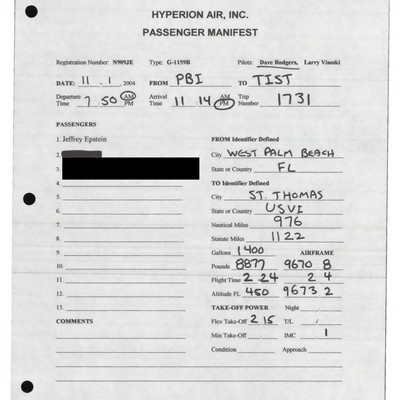 HYPERION AIR, INC.
PASSENGER MANIFEST
Registration Number: N909JE Type: G-1159B Pilots: Dave Rodgers, Larry Visoski
DATE: 11 . 1 2004 FROM PBI TO TIST
Departure Time 7 50 AM PM Arrival Time 11 14 AM PM Trip Number 1731
PASSENGERS
1. Jeffrey Epstein FROM Identifier Defined
2. City WEST PALM BEACH
3. State or Country FL
4. TO Identifier Defined
5. City ST. THOMAS
6. State or Country USVI
7. Nautical Miles 976
8. Statute Miles 1122
9. Gallons 1400 AIRFRAME
10. Pounds 8877 9670 8
11. Flight Time 2 24 2 4
12. Altitude FL 450 9673 2
13. TAKE-OFF POWER Night
COMMENTS Flex Take-Off 2 15 T/L /
Min Take-Off IMC 1
Condition Approach